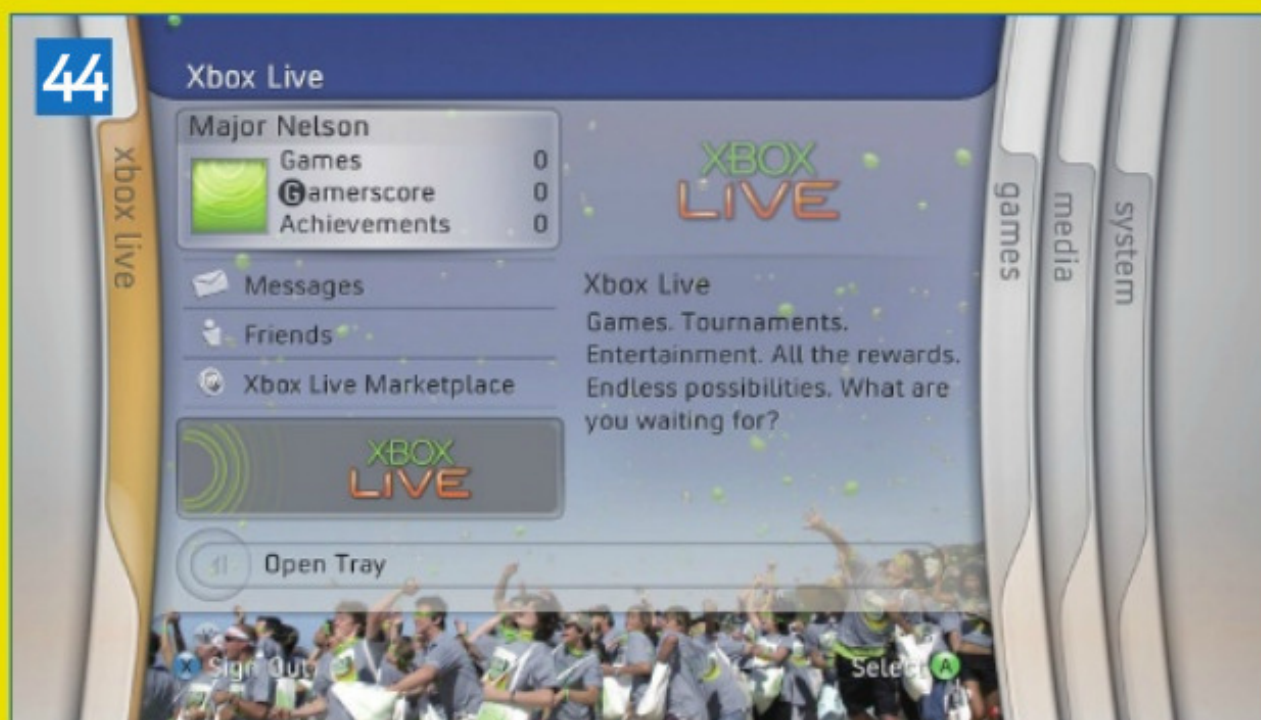 44
Xbox Live
xbox live
Major Nelson
Games 0
Gamerscore 0
Achievements 0
Messages
Friends
Xbox Live Marketplace
XBOX
LIVE
Open Tray
XBOX
LIVE
Xbox Live
Games. Tournaments.
Entertainment. All the rewards.
Endless possibilities. What are
you waiting for?
games
media
system
X Sign Out
Select A